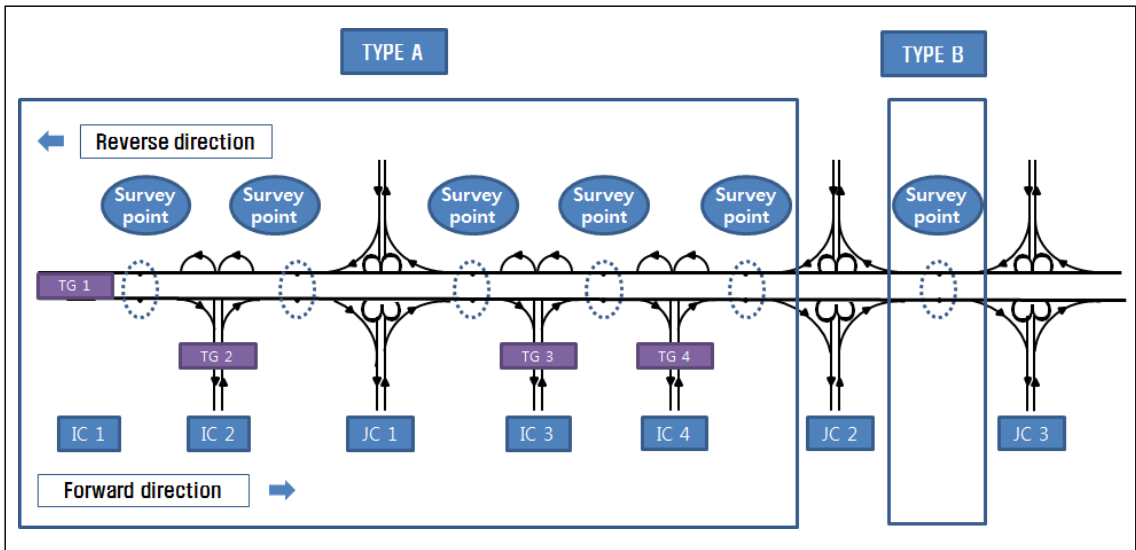 TYPE A
TYPE B
Reverse direction
Survey
point
Survey
point
Survey
point
Survey
point
Survey
point
Survey
point
TG 1
TG 2
TG 3
TG 4
IC 1
IC 2
JC 1
IC 3
IC 4
JC 2
JC 3
Forward direction